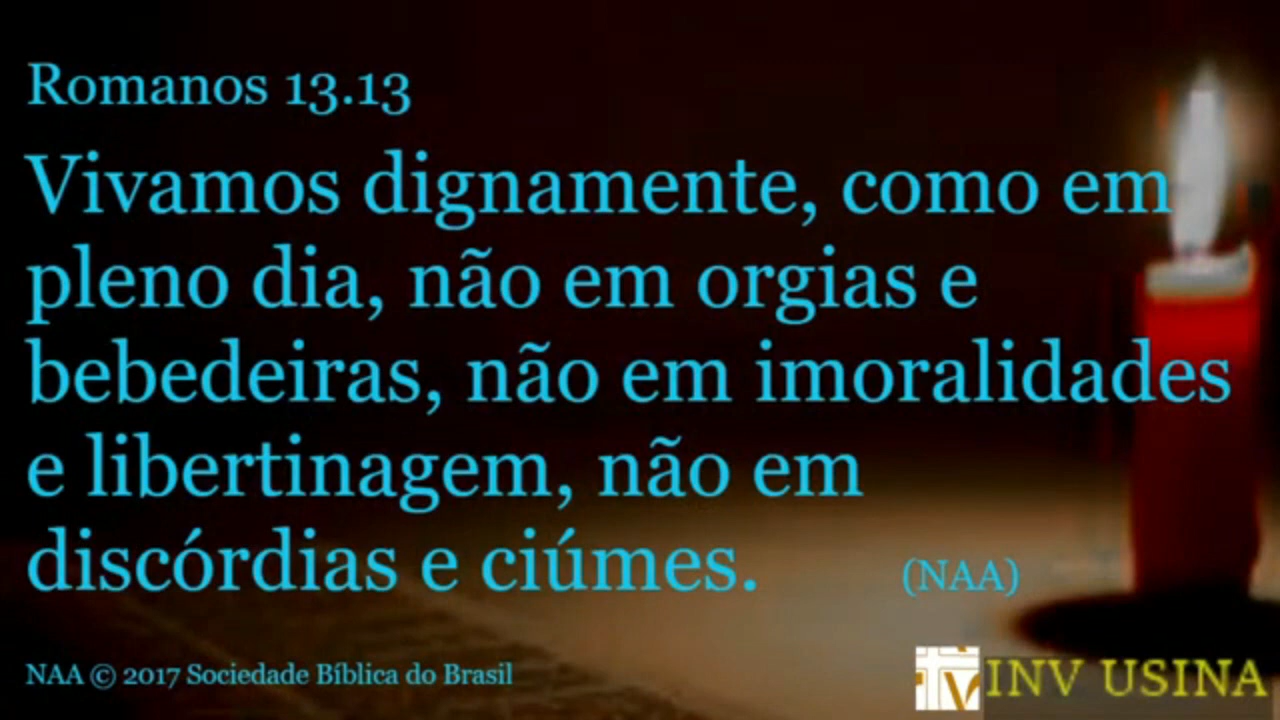 Romanos 13.13
Vivamos dignamente, como em
pleno dia, não em orgias e
bebedeiras, não em imoralidades
e libertinagem, não em
discórdias e ciúmes. (NAA)
NAA © 2017 Sociedade Bíblica do Brasil
INV USINA